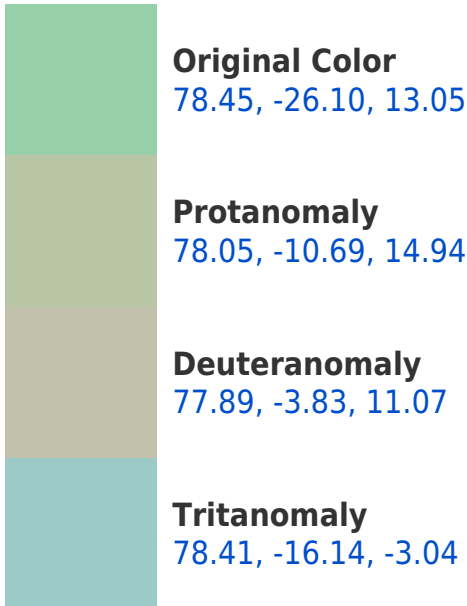 Original Color
78.45, -26.10, 13.05
Protanomaly
78.05, -10.69, 14.94
Deuteranomaly
77.89, -3.83, 11.07
Tritanomaly
78.41, -16.14, -3.04